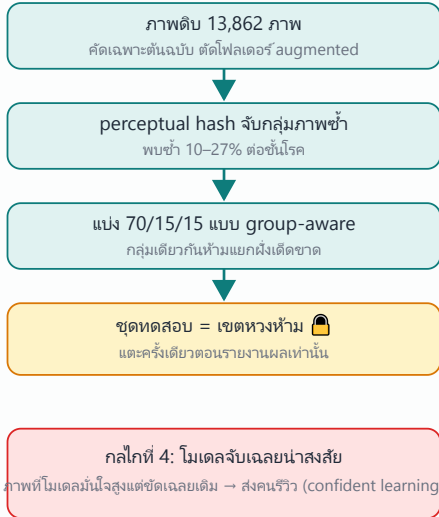 ภาพดิบ 13,862 ภาพ
คัดเฉพาะต้นฉบับ ตัดโฟลเดอร์ augmented
perceptual hash จับกลุ่มภาพซ้ำ
พบซ้ำ 10–27% ต่อชั้นโรค
แบ่ง 70/15/15 แบบ group-aware
กลุ่มเดียวกันห้ามแยกฝั่งเด็ดขาด
ชุดทดสอบ = เขตหวงห้าม 🔒
แตะครั้งเดียวตอนรายงานผลเท่านั้น
กลไกที่ 4: โมเดลจับเฉลยน่าสงสัย
ภาพที่โมเดลมั่นใจสูงแต่ขัดเฉลยเดิม → ส่งคนรีวิว (confident learning